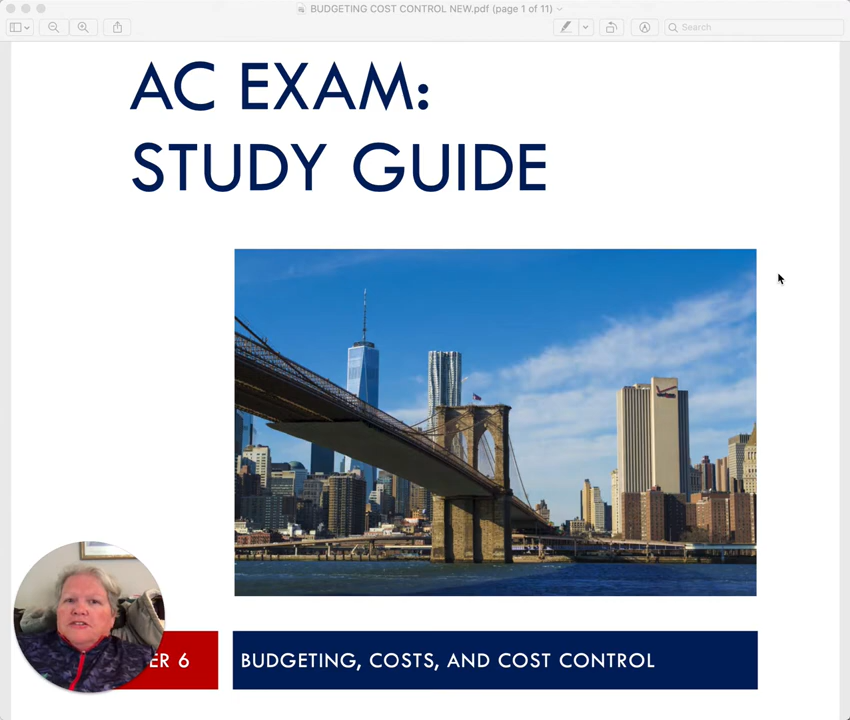 BUDGETING COST CONTROL NEW.pdf (page 1 of 11)
Search
AC EXAM:
STUDY GUIDE
ER 6
BUDGETING, COSTS, AND COST CONTROL